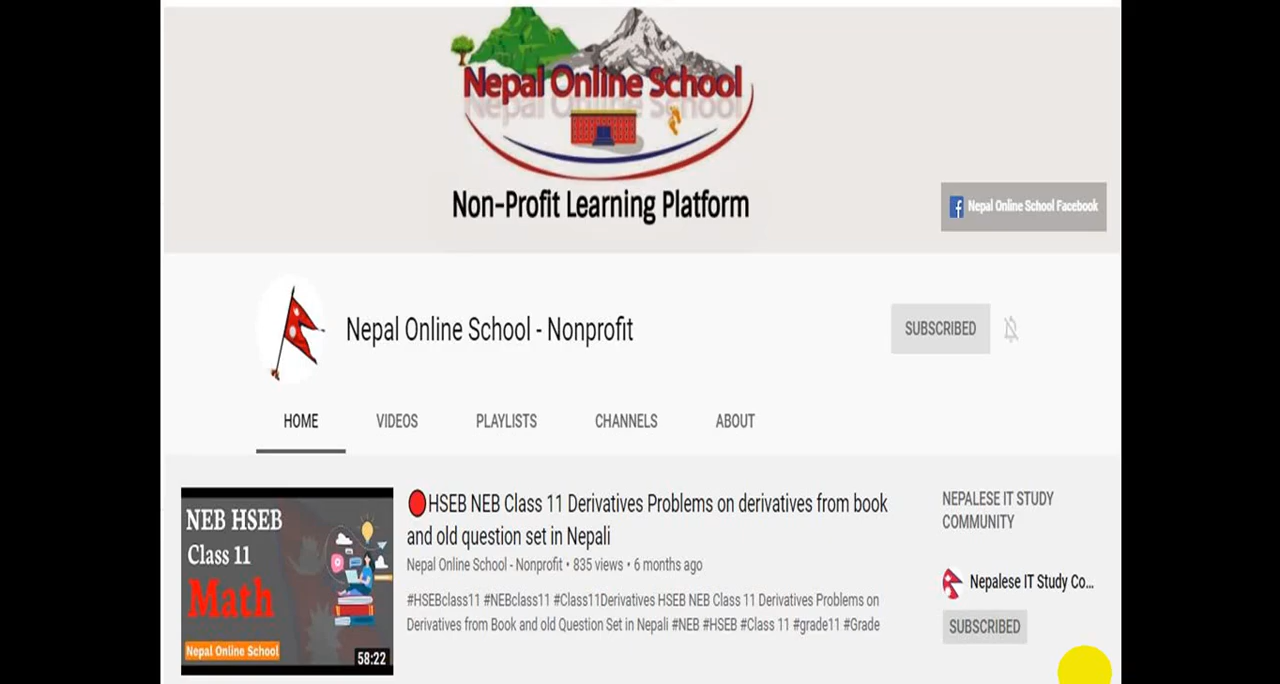 Nepal Online School
Non-Profit Learning Platform
Nepal Online School Facebook
Nepal Online School - Nonprofit
SUBSCRIBED
HOME VIDEOS PLAYLISTS CHANNELS ABOUT
NEB HSEB
Class 11
Math
Nepal Online School
58:22
HSEB NEB Class 11 Derivatives Problems on derivatives from book
and old question set in Nepali
Nepal Online School - Nonprofit • 835 views • 6 months ago
#HSEBclass11 #NEBclass11 #Class11Derivatives HSEB NEB Class 11 Derivatives Problems on
Derivatives from Book and old Question Set in Nepali #NEB #HSEB #Class 11 #grade11 #Grade
NEPALESE IT STUDY
COMMUNITY
Nepalese IT Study Co...
SUBSCRIBED